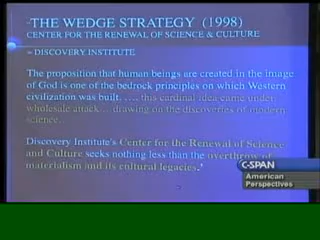 "THE WEDGE STRATEGY (1998)
CENTER FOR THE RENEWAL OF SCIENCE & CULTURE
- DISCOVERY INSTITUTE
The proposition that human beings are created in the image
of God is one of the bedrock principles on which Western
civilization was built. .... this cardinal idea came under
wholesale attack... drawing on the discoveries of modern
science...
Discovery Institute's Center for the Renewal of Science
and Culture seeks nothing less than the overthrow of
materialism and its cultural legacies."
C-SPAN
American
Perspectives